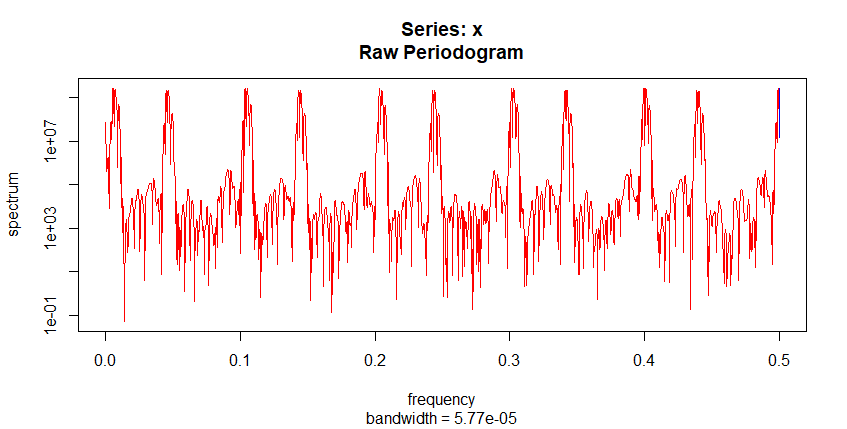 Series: x
Raw Periodogram
spectrum
1e+07
1e+03
1e-01
0.0 0.1 0.2 0.3 0.4 0.5
frequency
bandwidth = 5.77e-05